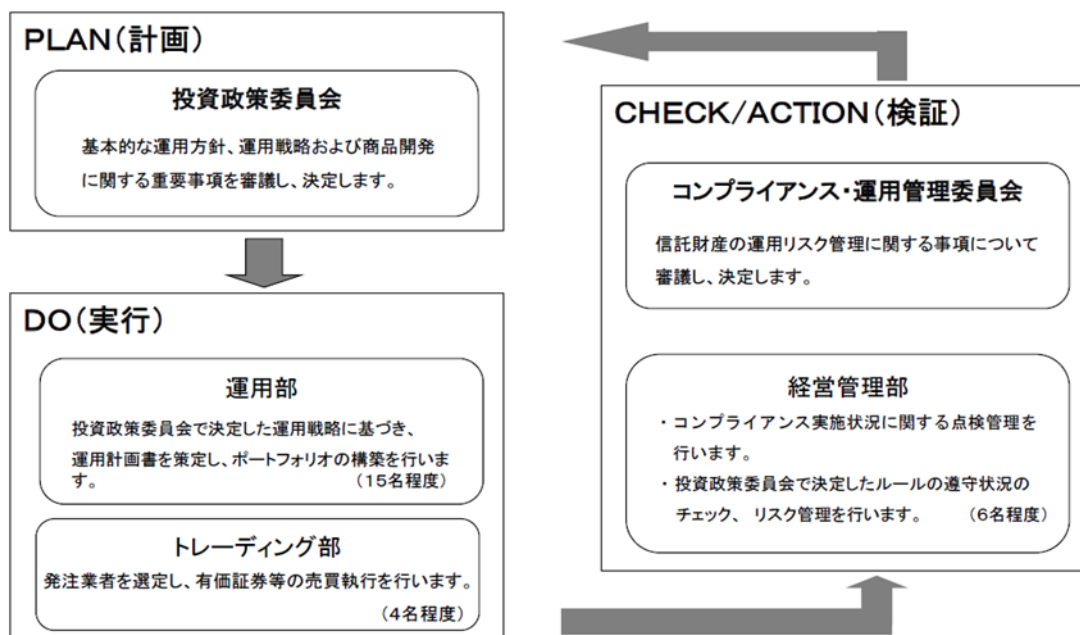 PLAN(計画)
投資政策委員会
基本的な運用方針、運用戦略および商品開発
に関する重要事項を審議し、決定します。
DO(実行)
運用部
投資政策委員会で決定した運用戦略に基づき、
運用計画書を策定し、ポートフォリオの構築を行いま
す。 (15名程度)
トレーディング部
発注業者を選定し、有価証券等の売買執行を行います。
(4名程度)
CHECK/ACTION(検証)
コンプライアンス・運用管理委員会
信託財産の運用リスク管理に関する事項について
審議し、決定します。
経営管理部
・コンプライアンス実施状況に関する点検管理を
行います。
・投資政策委員会で決定したルールの遵守状況の
チェック、 リスク管理を行います。 (6名程度)